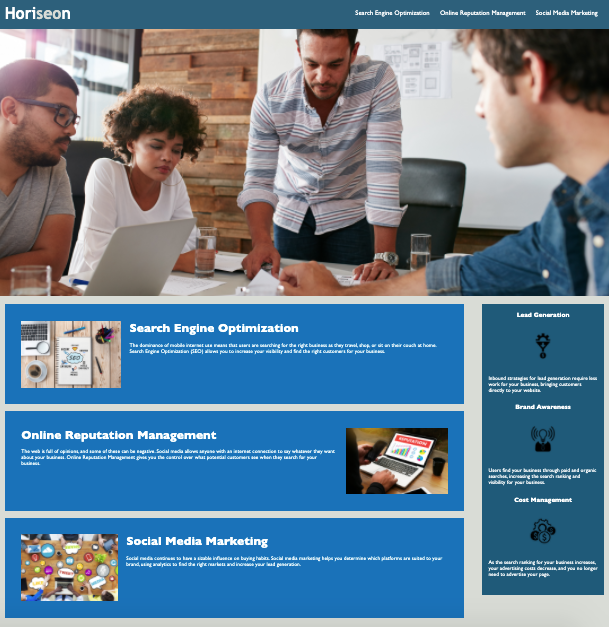 Horiseon
Search Engine Optimization Online Reputation Management Social Media Marketing
Search Engine Optimization
The dominance of mobile internet use means that users are searching for the right business as they travel, shop, or sit on their couch at home.
Search Engine Optimization (SEO) allows you to increase your visibility and find the right customers for your business.
SEO
Online Reputation Management
The web is full of opinions, and some of these can be negative. Social media allows anyone with an internet connection to say whatever they want
about your business. Online Reputation Management gives you the control over what potential customers see when they search for your
business.
REPUTATION
Social Media Marketing
Social media continues to have a sizable influence on buying habits. Social media marketing helps you determine which platforms are suited to your
brand, using analytics to find the right markets and increase your lead generation.
Lead Generation
Inbound strategies for lead generation require less
work for your business, bringing customers
directly to your website.
Brand Awareness
Users find your business through paid and organic
searches, increasing the search ranking and
visibility for your business.
Cost Management
As the search ranking for your business increases,
your advertising costs decrease, and you no longer
need to advertise your page.